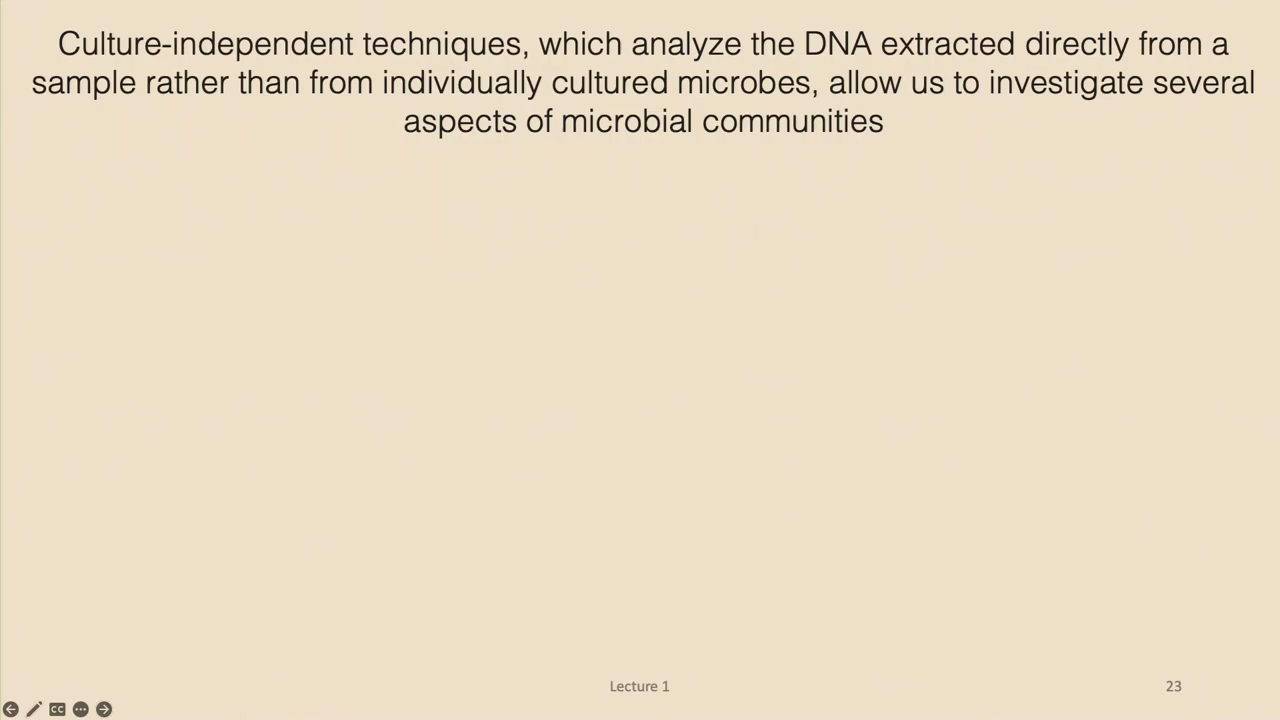 Culture-independent techniques, which analyze the DNA extracted directly from a
sample rather than from individually cultured microbes, allow us to investigate several
aspects of microbial communities
Lecture 1
23
CC